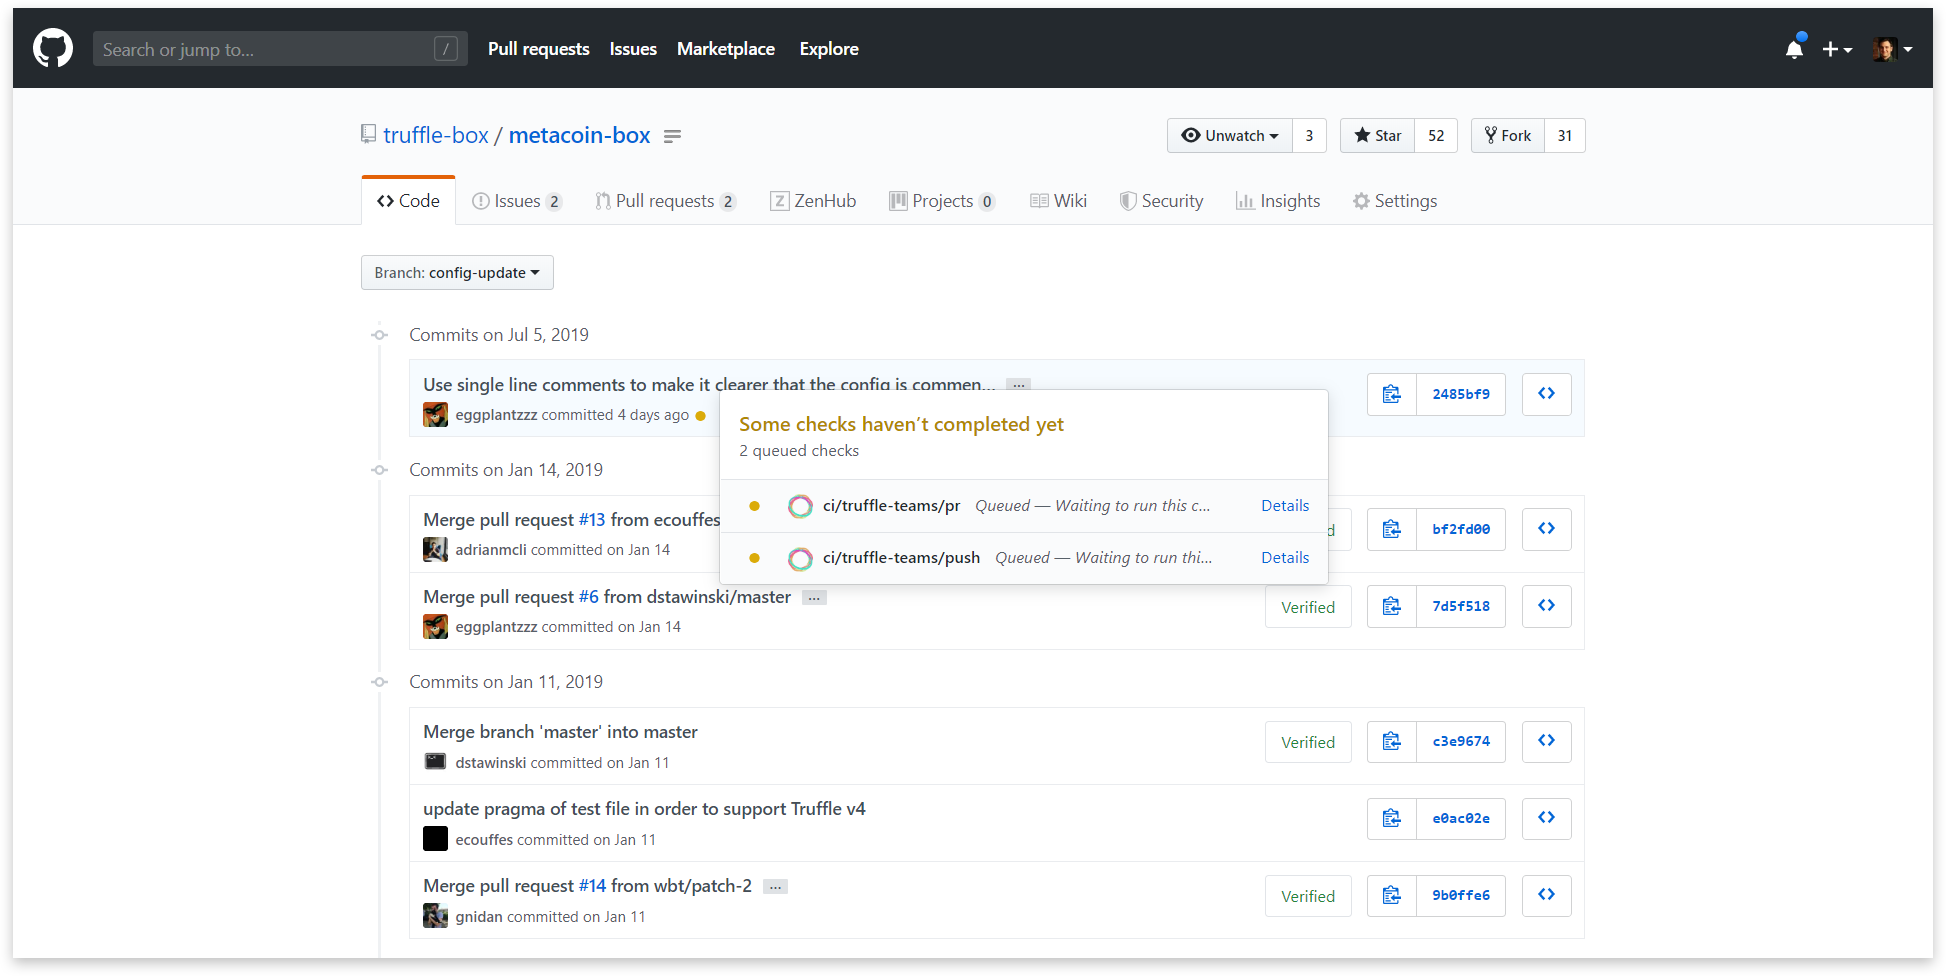 Search or jump to... / Pull requests Issues Marketplace Explore
truffle-box / metacoin-box Unwatch 3 Star 52 Fork 31
Code Issues 2 Pull requests 2 Z ZenHub Projects 0 Wiki Security Insights Settings
Branch: config-update
Commits on Jul 5, 2019
Use single line comments to make it clearer that the config is commen... ...
2485bf9
eggplantzzz committed 4 days ago
Some checks haven't completed yet
2 queued checks
ci/truffle-teams/pr Queued — Waiting to run this c... Details
ci/truffle-teams/push Queued — Waiting to run thi... Details
Commits on Jan 14, 2019
Merge pull request #13 from ecouffes
d bf2fd00
adrianmcli committed on Jan 14
Merge pull request #6 from dstawinski/master ...
Verified 7d5f518
eggplantzzz committed on Jan 14
Commits on Jan 11, 2019
Merge branch 'master' into master
Verified c3e9674
dstawinski committed on Jan 11
update pragma of test file in order to support Truffle v4
e0ac02e
ecouffes committed on Jan 11
Merge pull request #14 from wbt/patch-2 ...
Verified 9b0ffe6
gnidan committed on Jan 11